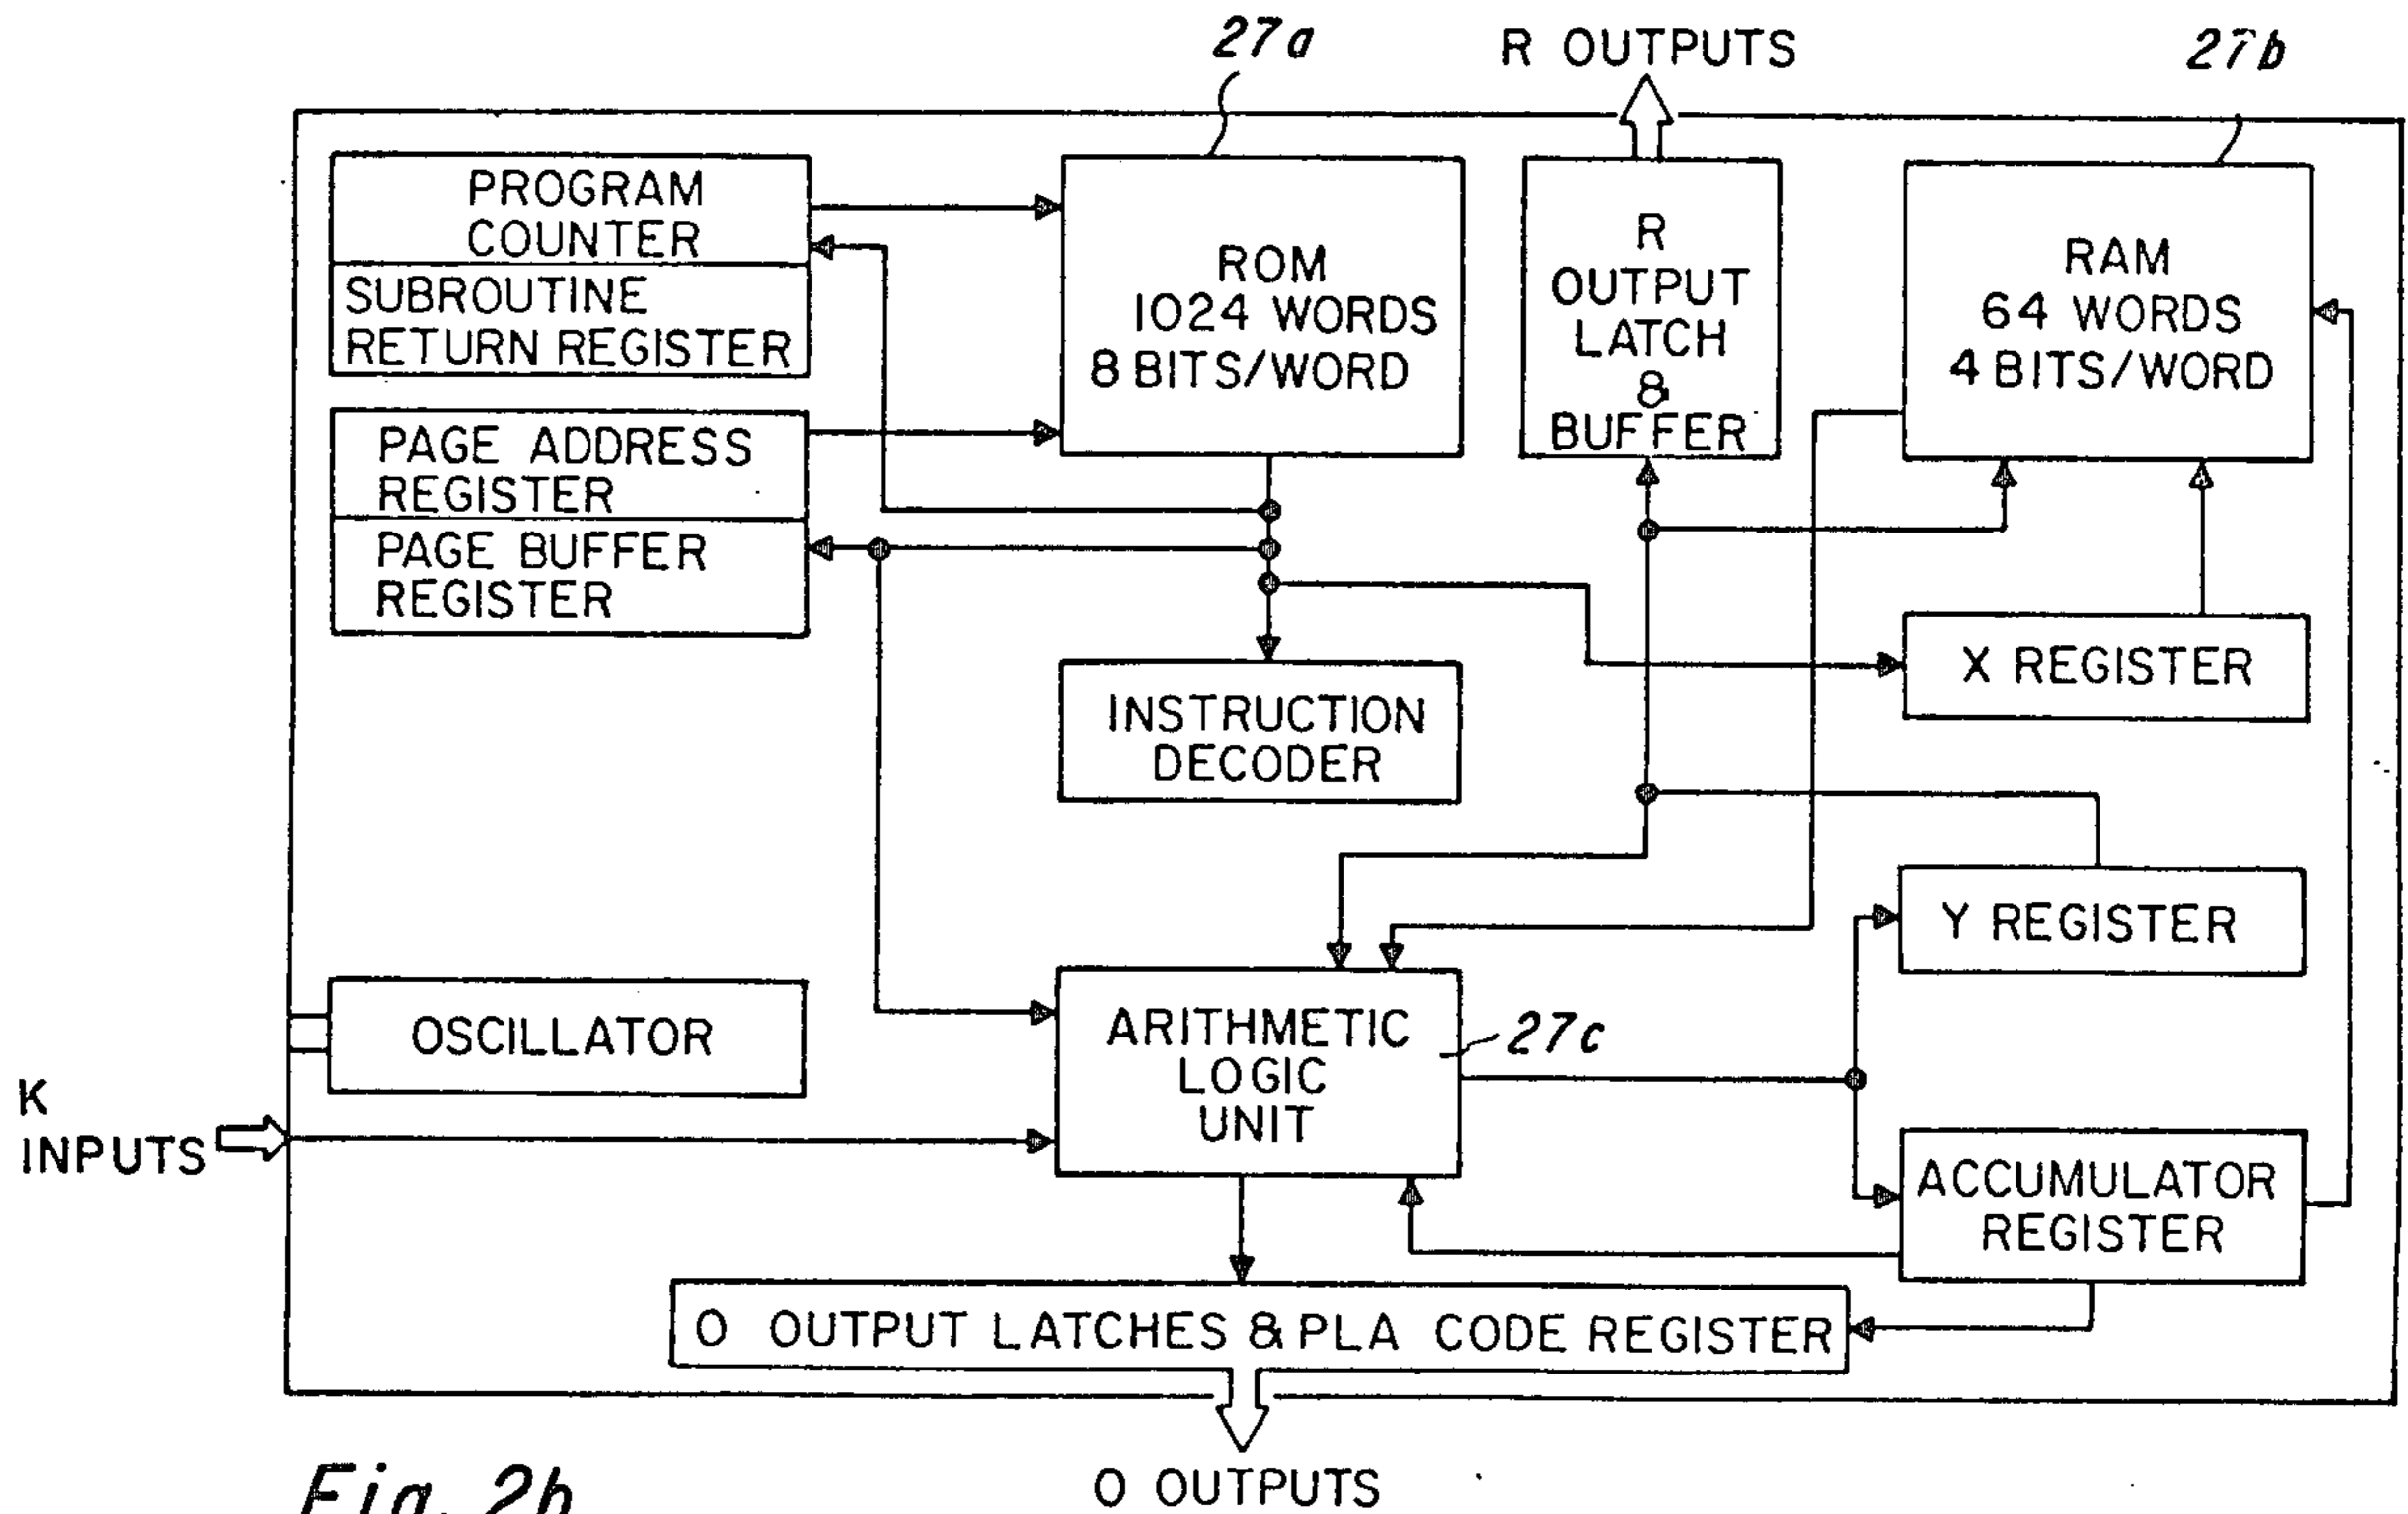 27a
R OUTPUTS
27b
PROGRAM
COUNTER
SUBROUTINE
RETURN REGISTER
ROM
1024 WORDS
8 BITS/WORD
R
OUTPUT
LATCH
&
BUFFER
RAM
64 WORDS
4 BITS/WORD
PAGE ADDRESS
REGISTER
PAGE BUFFER
REGISTER
INSTRUCTION
DECODER
X REGISTER
Y REGISTER
OSCILLATOR
ARITHMETIC
LOGIC
UNIT
27c
K
INPUTS
ACCUMULATOR
REGISTER
O OUTPUT LATCHES & PLA CODE REGISTER
O OUTPUTS
Fig. 2b